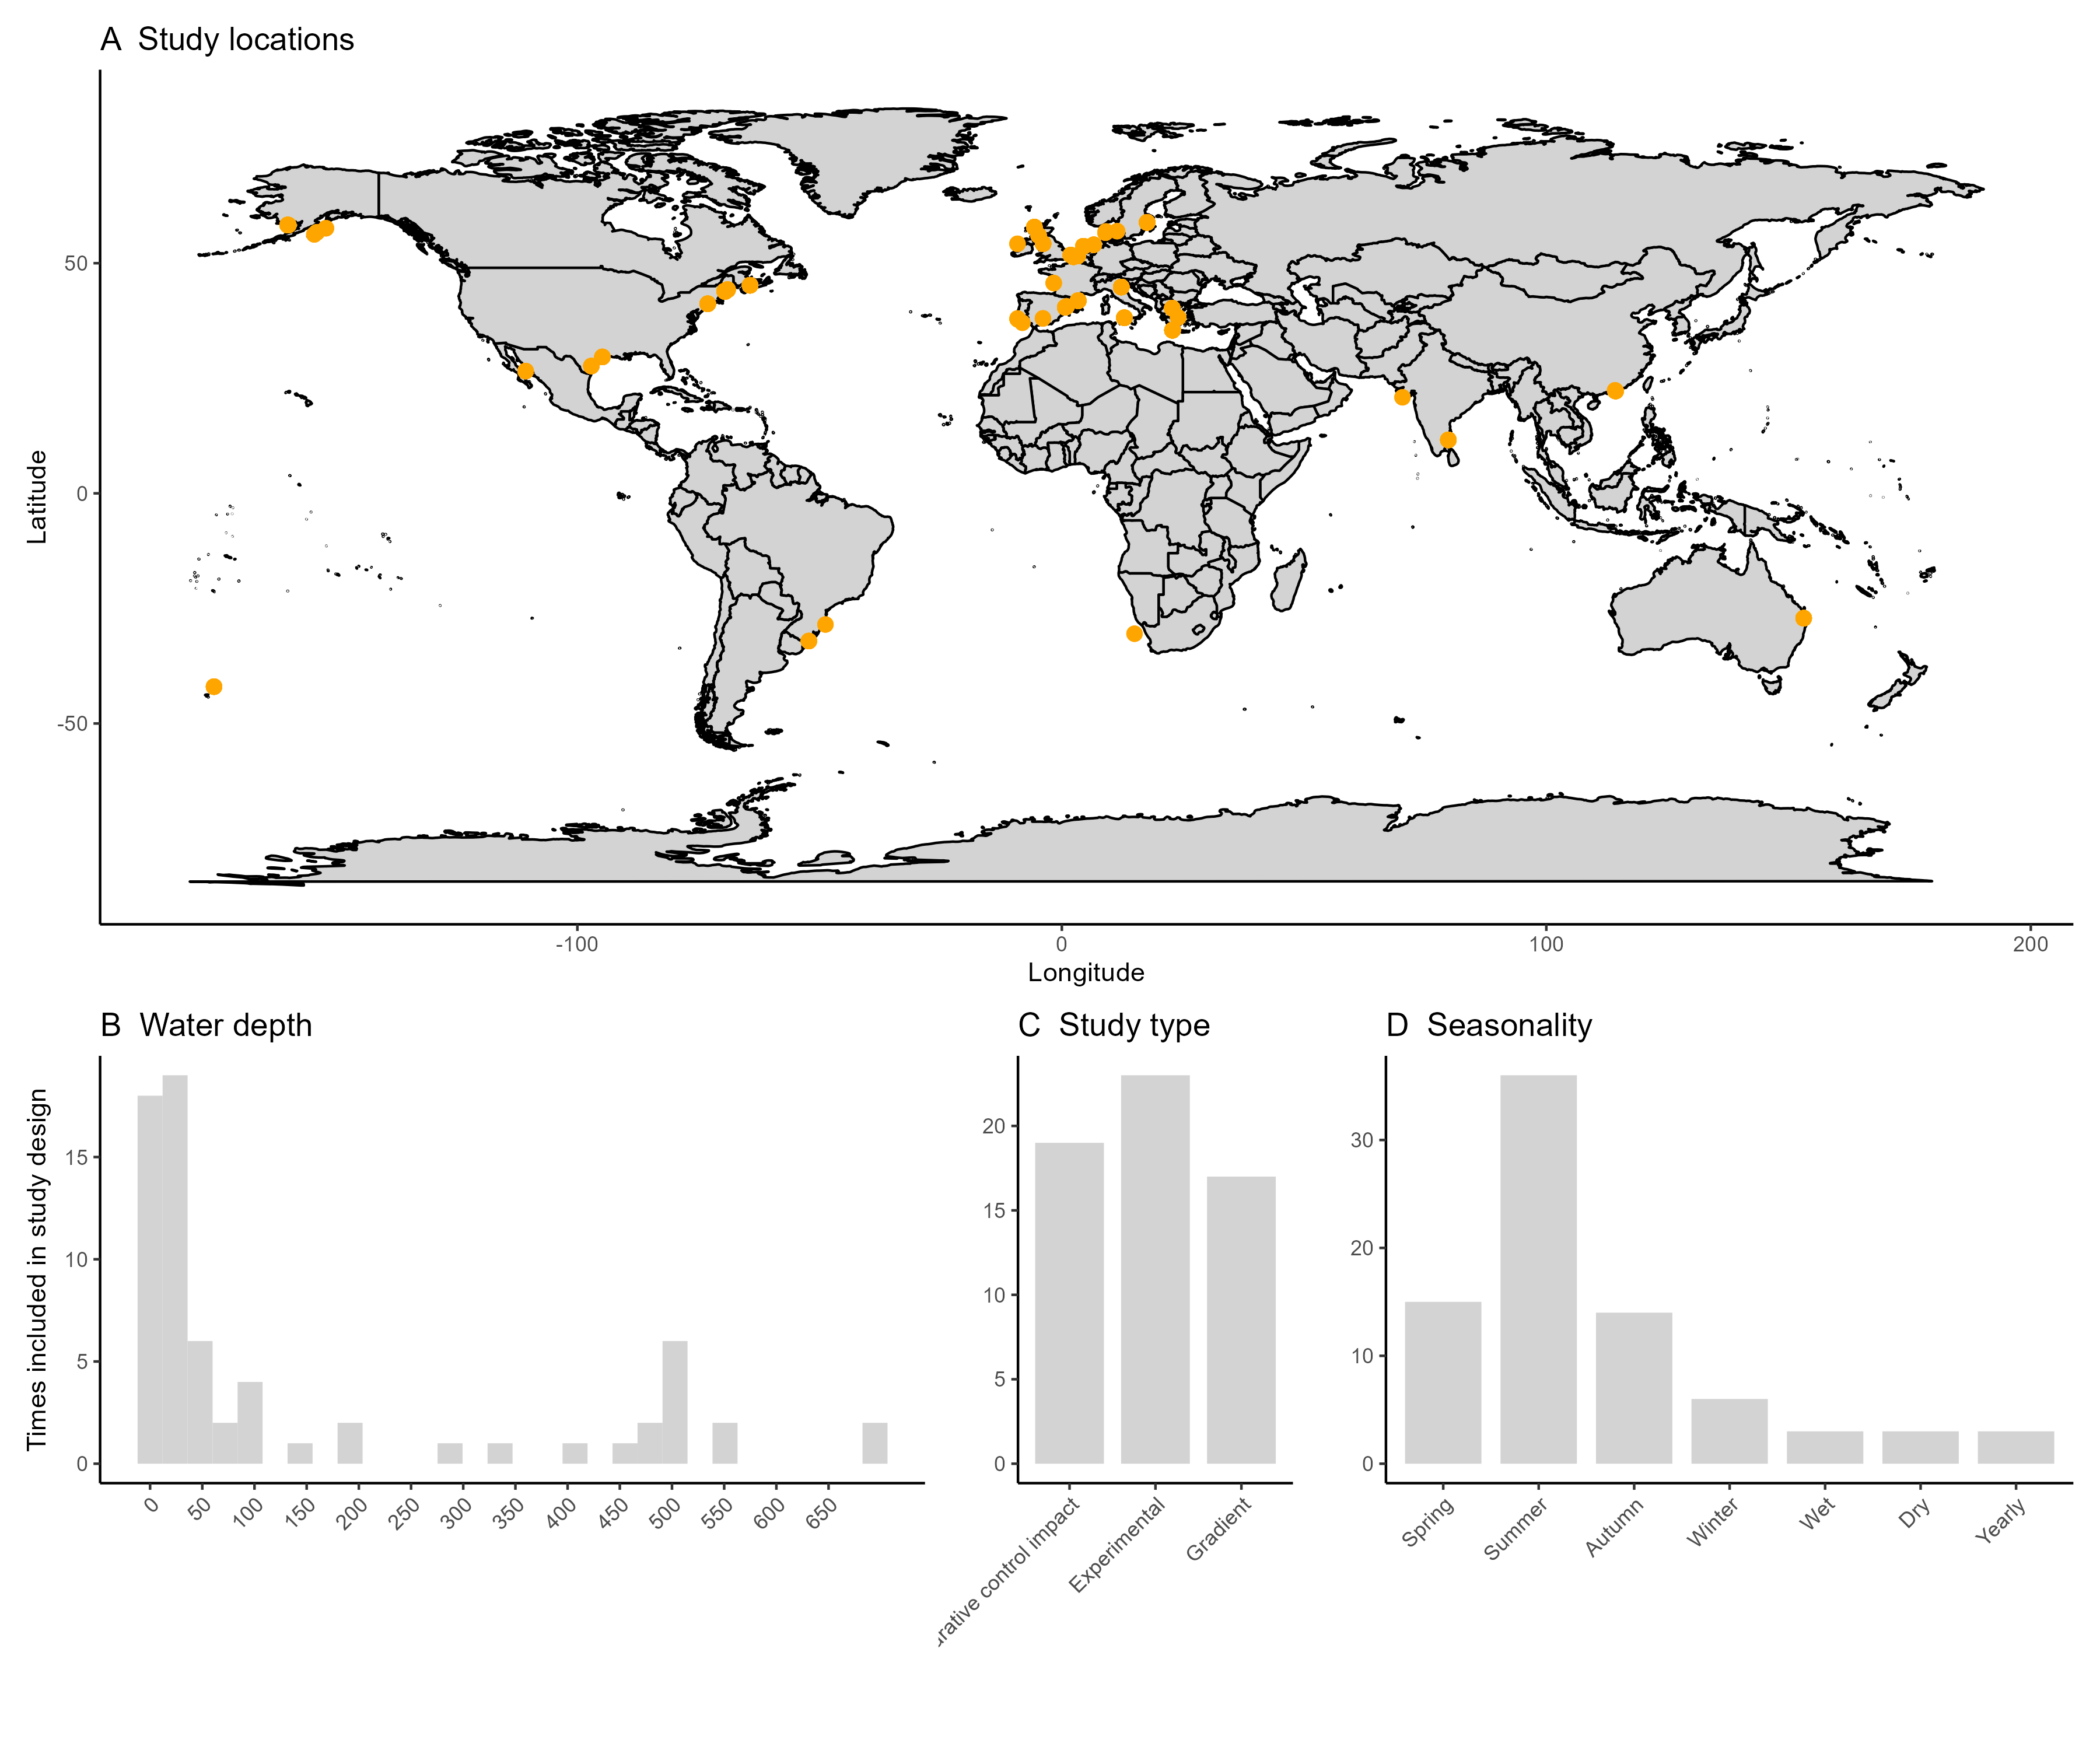 A Study locations
Latitude
50
0
-50
-100 0 100 200
Longitude
B Water depth
Times included in study design
15
10
5
0
0 50 100 150 200 250 300 350 400 450 500 550 600 650
C Study type
20
15
10
5
0
control impact
Experimental
Gradient
D Seasonality
30
20
10
0
Spring
Summer
Autumn
Winter
Wet
Dry
Yearly